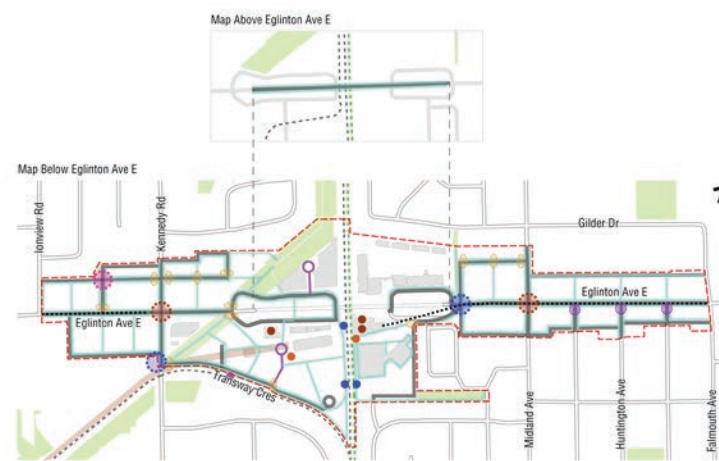 Map Above Eglinton Ave E
Map Below Eglinton Ave E
Ionview Rd
Kennedy Rd
Gilder Dr
Eglinton Ave E
Eglinton Ave E
Transway Cres
Midland Ave
Huntington Ave
Falmouth Ave